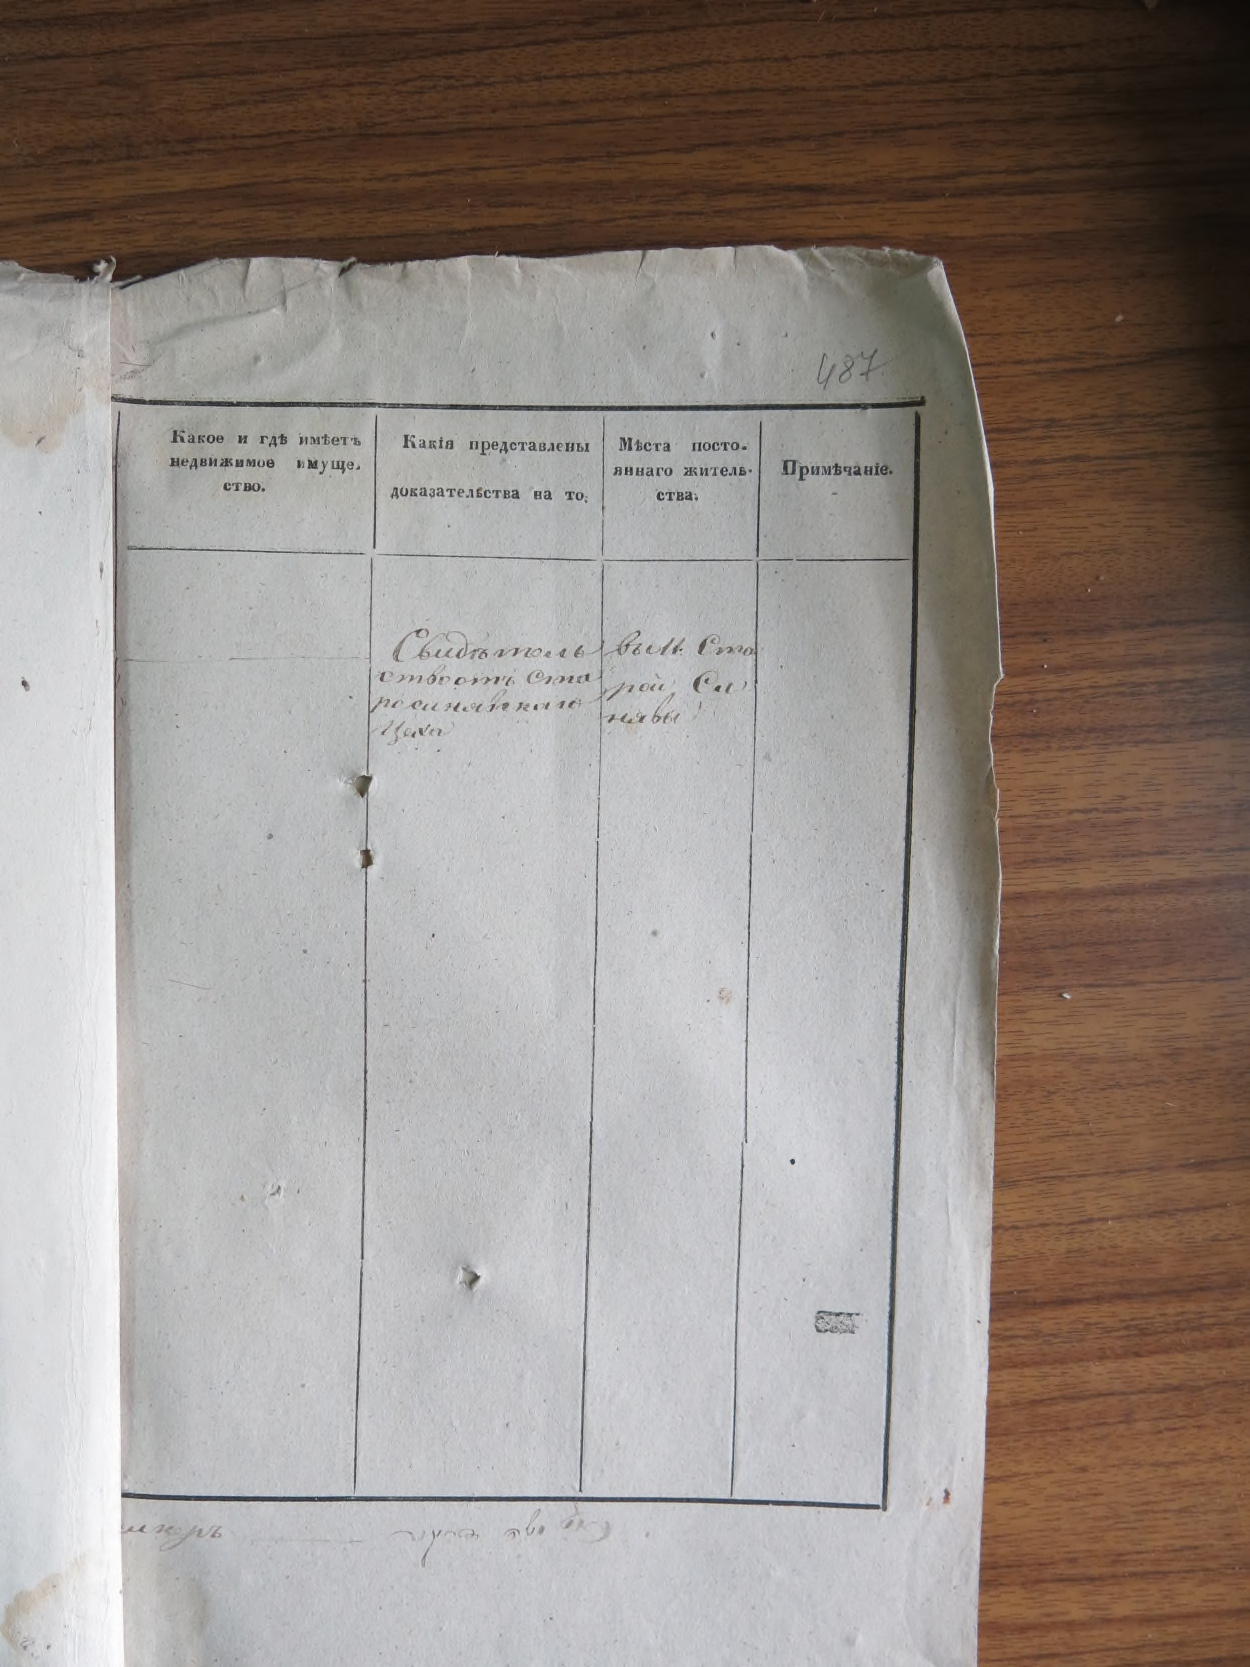 487
Какое и гдѣ имѣетъ
недвижимое имуще.
ство.
Какія представлены
доказательства на то.
Мѣста посто.
яннаго житель-
ства.
Примѣчаніе.
Свидѣтель
ство отъ Ста
росинявскаго
Цеха
въ М. Ста
рой Си
нявы